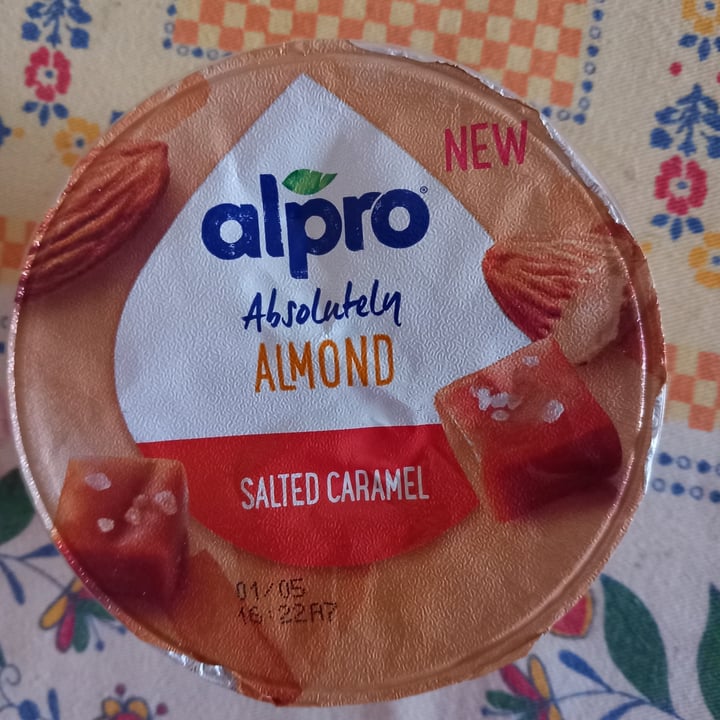 NEW
alpro®
Absolutely
ALMOND
SALTED CARAMEL
01/05
16:22A7